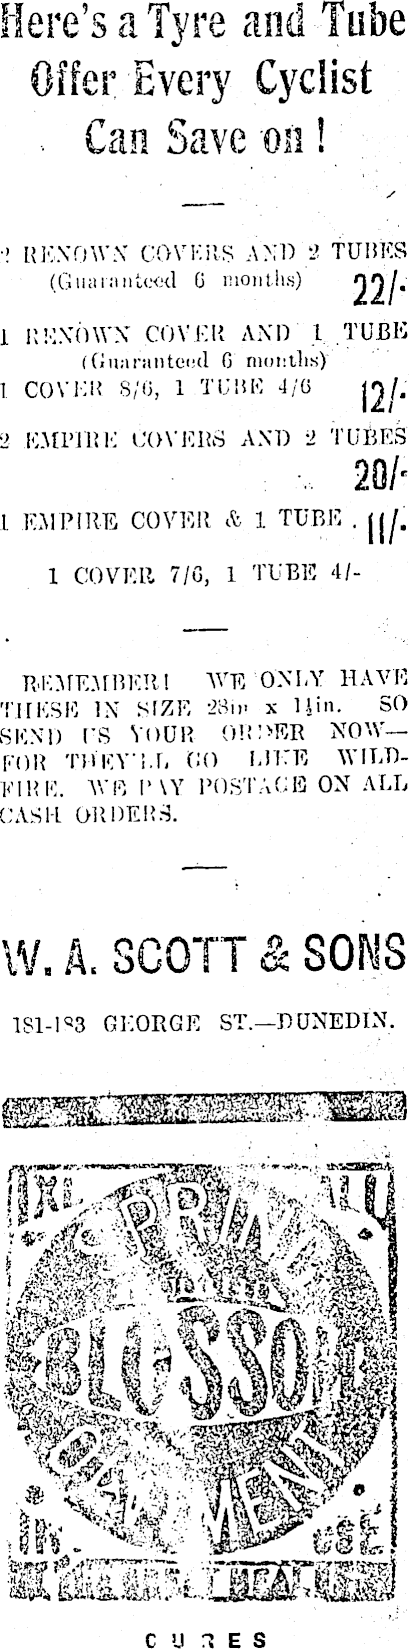 Here's a Tyre and Tube
Offer Every Cyclist
Can Save on!
2 RENOWN COVERS AND 2 TUBES
(Guaranteed 6 months) 22/-
1 RENOWN COVER AND 1 TUBE
(Guaranteed 6 months)
1 COVER 8/6, 1 TUBE 4/6 12/-
2 EMPIRE COVERS AND 2 TUBES
20/-
1 EMPIRE COVER & 1 TUBE . 11/-
1 COVER 7/6, 1 TUBE 4/-
REMEMBER! WE ONLY HAVE
THESE IN SIZE 28in x 1½in. SO
SEND US YOUR ORDER NOW—
FOR THEY'LL GO LIKE WILD-
FIRE. WE PAY POSTAGE ON ALL
CASH ORDERS.
W. A. SCOTT & SONS
181-183 GEORGE ST.—DUNEDIN.
SPRING
BLOSSOM
OINTMENT
USE
CURES